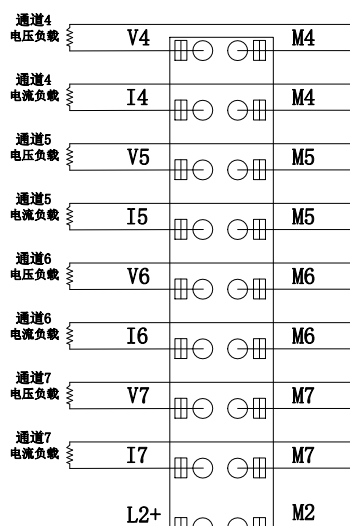 通道4
电压负载
V4
M4
通道4
电流负载
I4
M4
通道5
电压负载
V5
M5
通道5
电流负载
I5
M5
通道6
电压负载
V6
M6
通道6
电流负载
I6
M6
通道7
电压负载
V7
M7
通道7
电流负载
I7
M7
L2+
M2